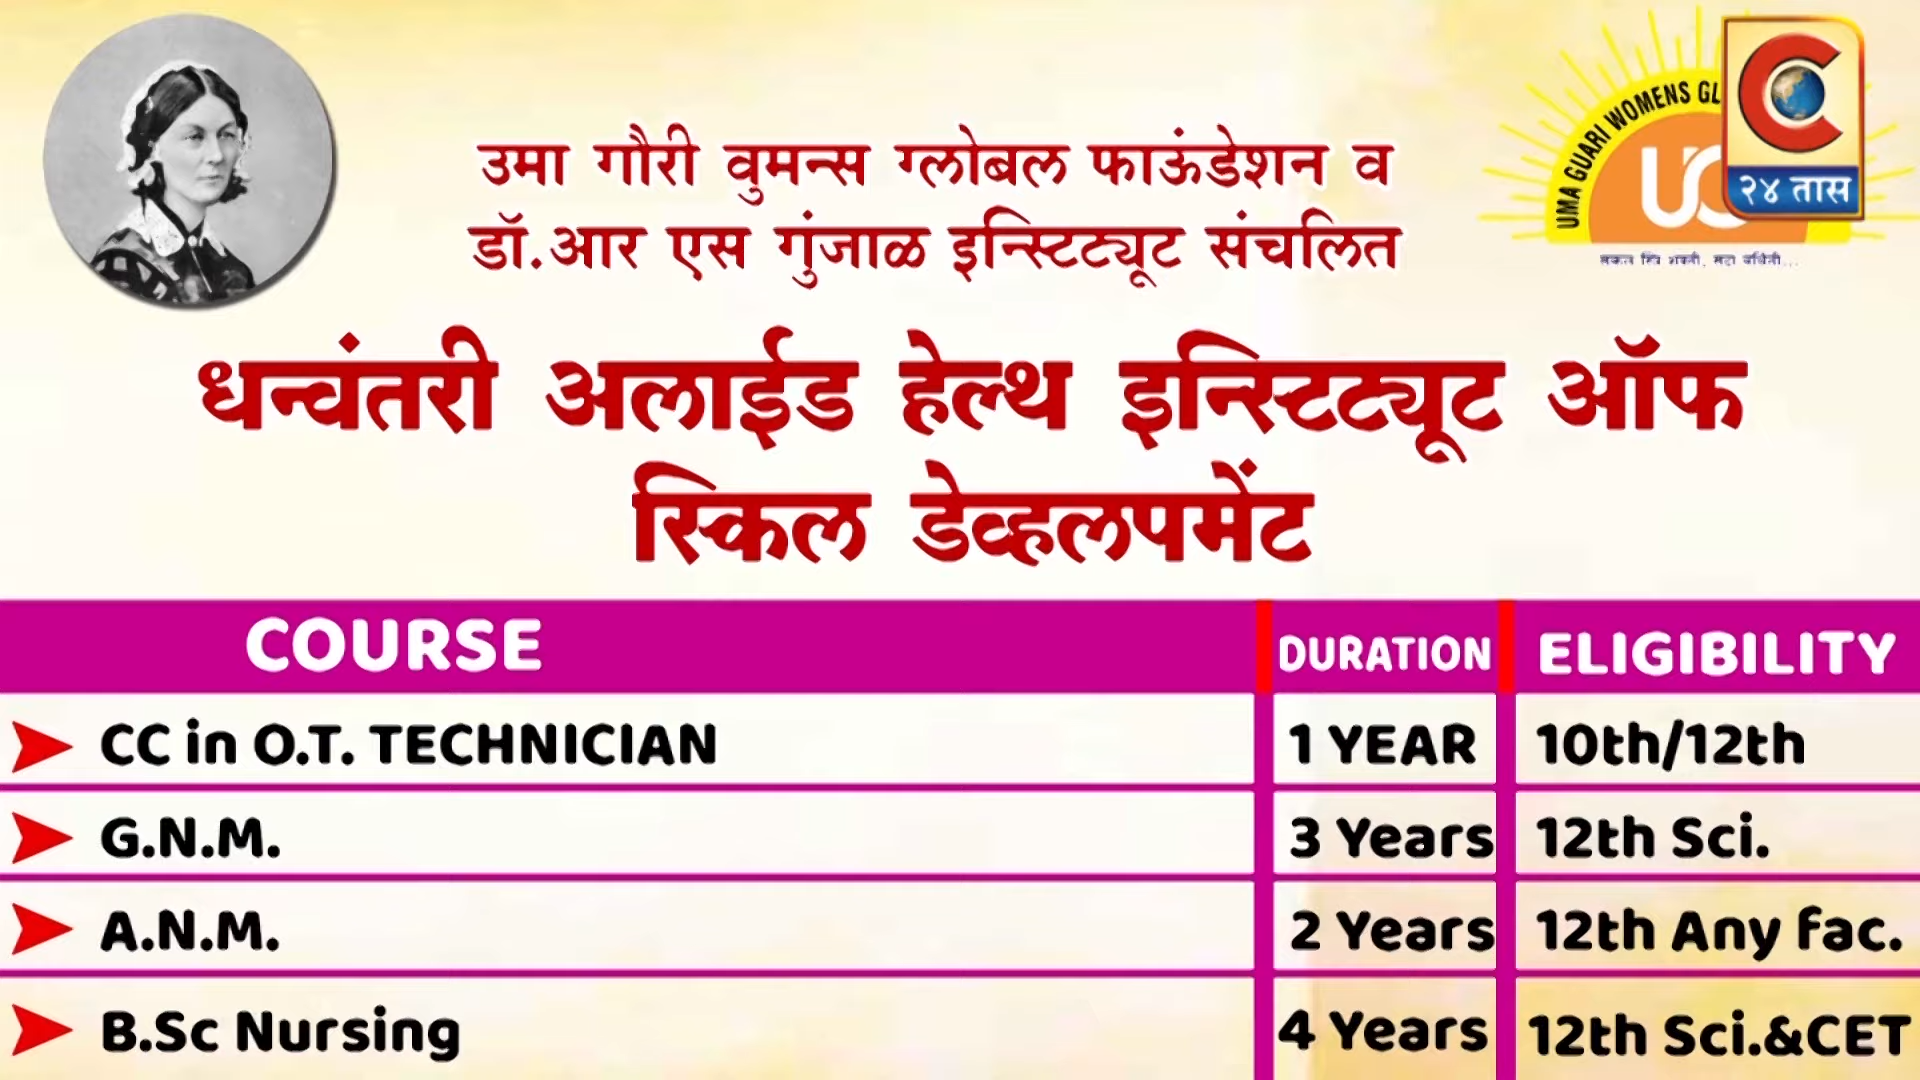 उमा गौरी वुमन्स ग्लोबल फाऊंडेशन व
डॉ.आर एस गुंजाळ इन्स्टिट्यूट संचलित
UMA GUARI WOMENS
C
२४ तास
धन्वंतरी अलाईड हेल्थ इन्स्टिट्यूट ऑफ
स्किल डेव्हलपमेंट
COURSE DURATION ELIGIBILITY
CC in O.T. TECHNICIAN 1 YEAR 10th/12th
G.N.M. 3 Years 12th Sci.
A.N.M. 2 Years 12th Any fac.
B.Sc Nursing 4 Years 12th Sci.&CET